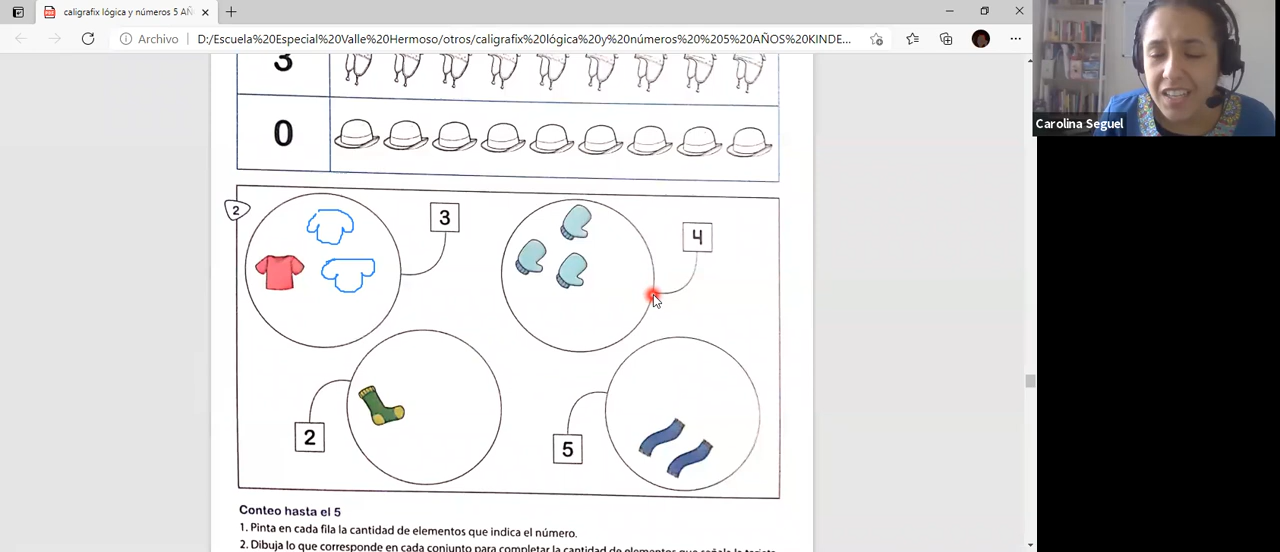 caligrafix lógica y números 5 AÑ
Archivo
D:/Escuela%20Especial%20Valle%20Hermoso/otros/caligrafix%20lógica%20y%20números%20%205%20AÑOS%20KINDE...
Carolina Seguel
3
0
2
3
4
2
5
Conteo hasta el 5
1. Pinta en cada fila la cantidad de elementos que indica el número.
2. Dibuja lo que corresponde en cada conjunto para completar la cantidad de elementos que señala la tarjeta